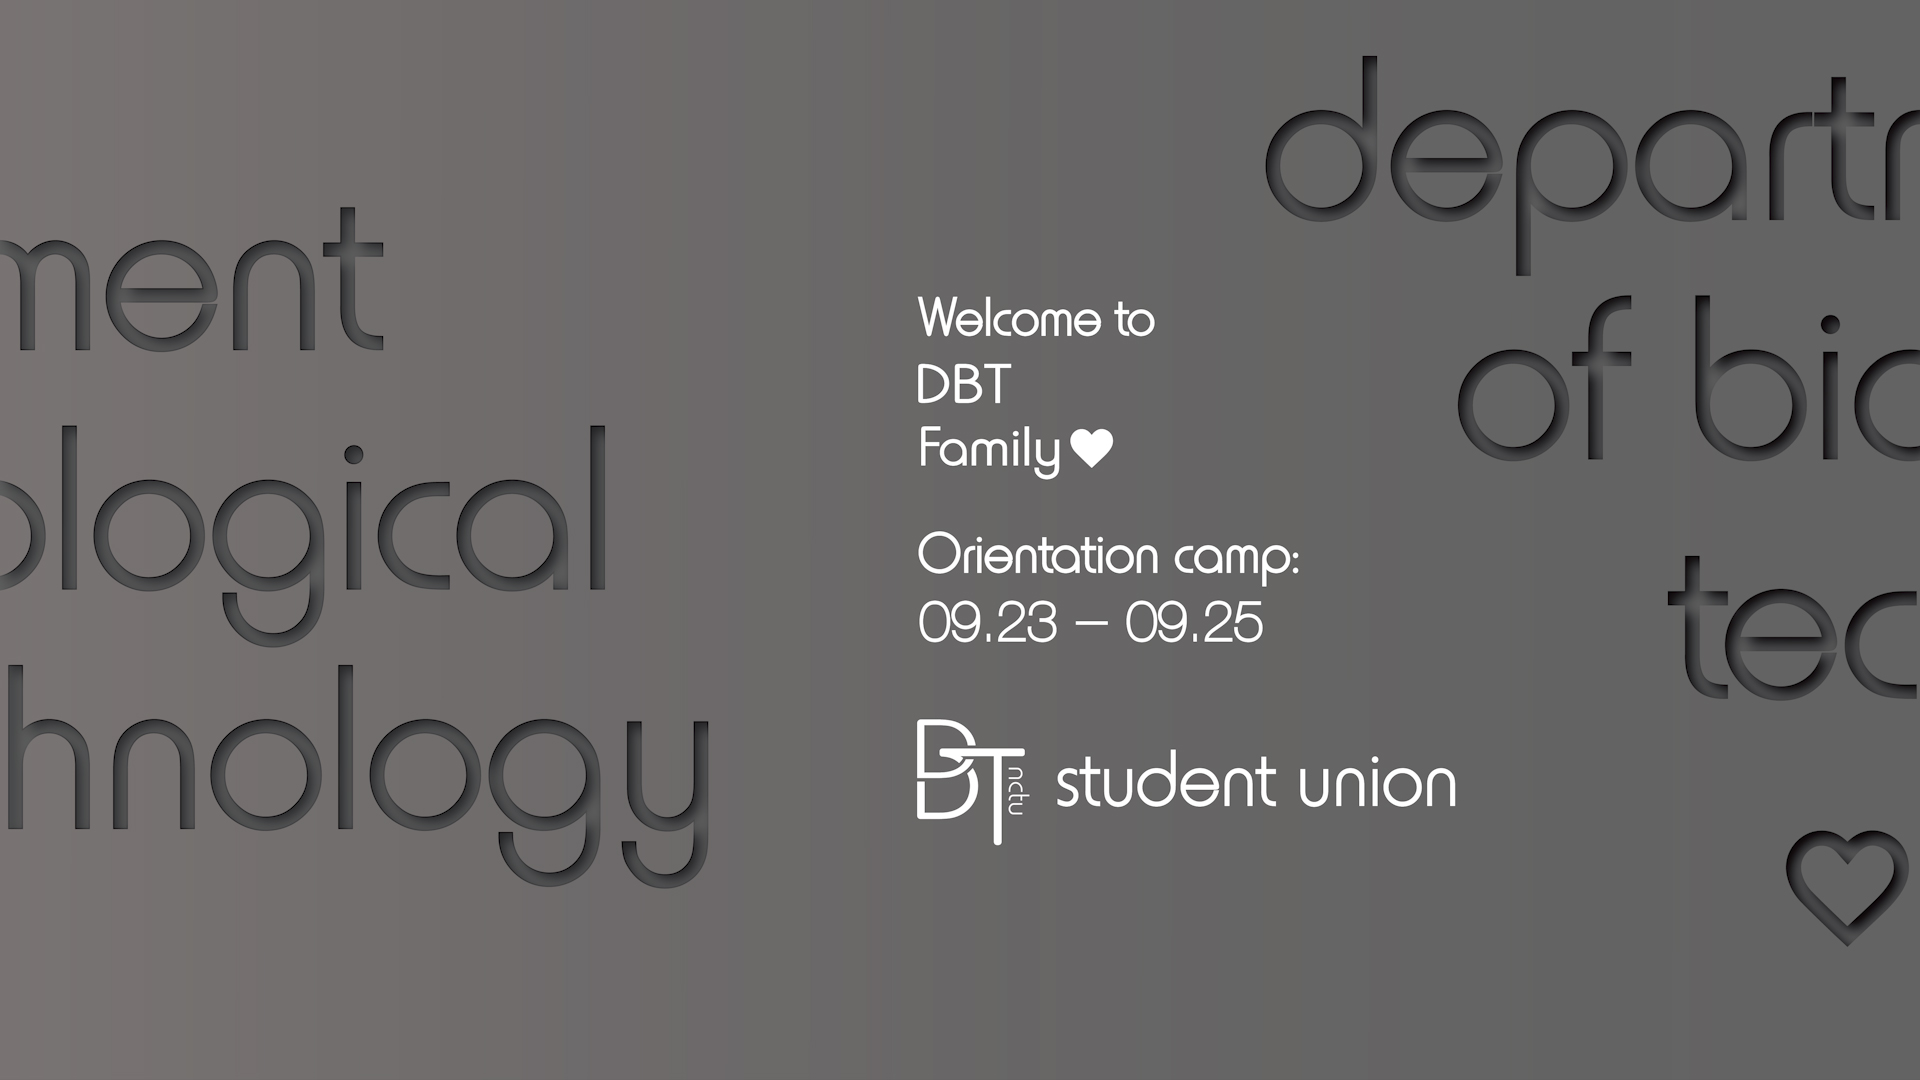 ment
ological
hnology
Welcome to
DBT
Family
Orientation camp:
09.23 – 09.25
DBT nctu student union
departm
of bio
tec